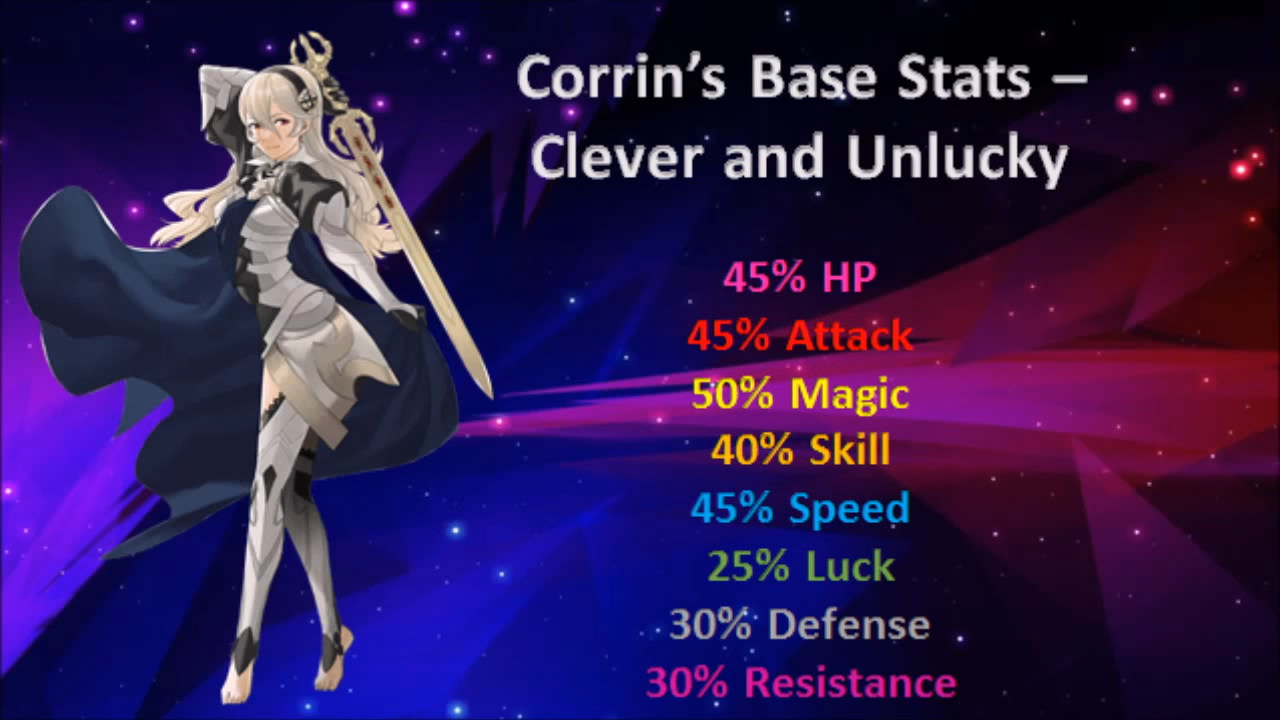 Corrin’s Base Stats –
Clever and Unlucky
45% HP
45% Attack
50% Magic
40% Skill
45% Speed
25% Luck
30% Defense
30% Resistance